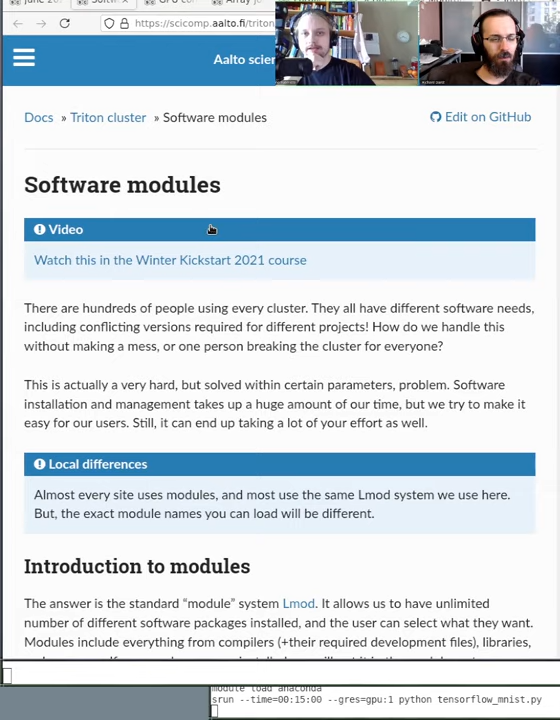 https://scicomp.aalto.fi/triton
Aalto scien
Docs » Triton cluster » Software modules
Edit on GitHub
Software modules
Video
Watch this in the Winter Kickstart 2021 course
There are hundreds of people using every cluster. They all have different software needs,
including conflicting versions required for different projects! How do we handle this
without making a mess, or one person breaking the cluster for everyone?
This is actually a very hard, but solved within certain parameters, problem. Software
installation and management takes up a huge amount of our time, but we try to make it
easy for our users. Still, it can end up taking a lot of your effort as well.
Local differences
Almost every site uses modules, and most use the same Lmod system we use here.
But, the exact module names you can load will be different.
Introduction to modules
The answer is the standard “module” system Lmod. It allows us to have unlimited
number of different software packages installed, and the user can select what they want.
Modules include everything from compilers (+their required development files), libraries,
module load anaconda
srun --time=00:15:00 --gres=gpu:1 python tensorflow_mnist.py